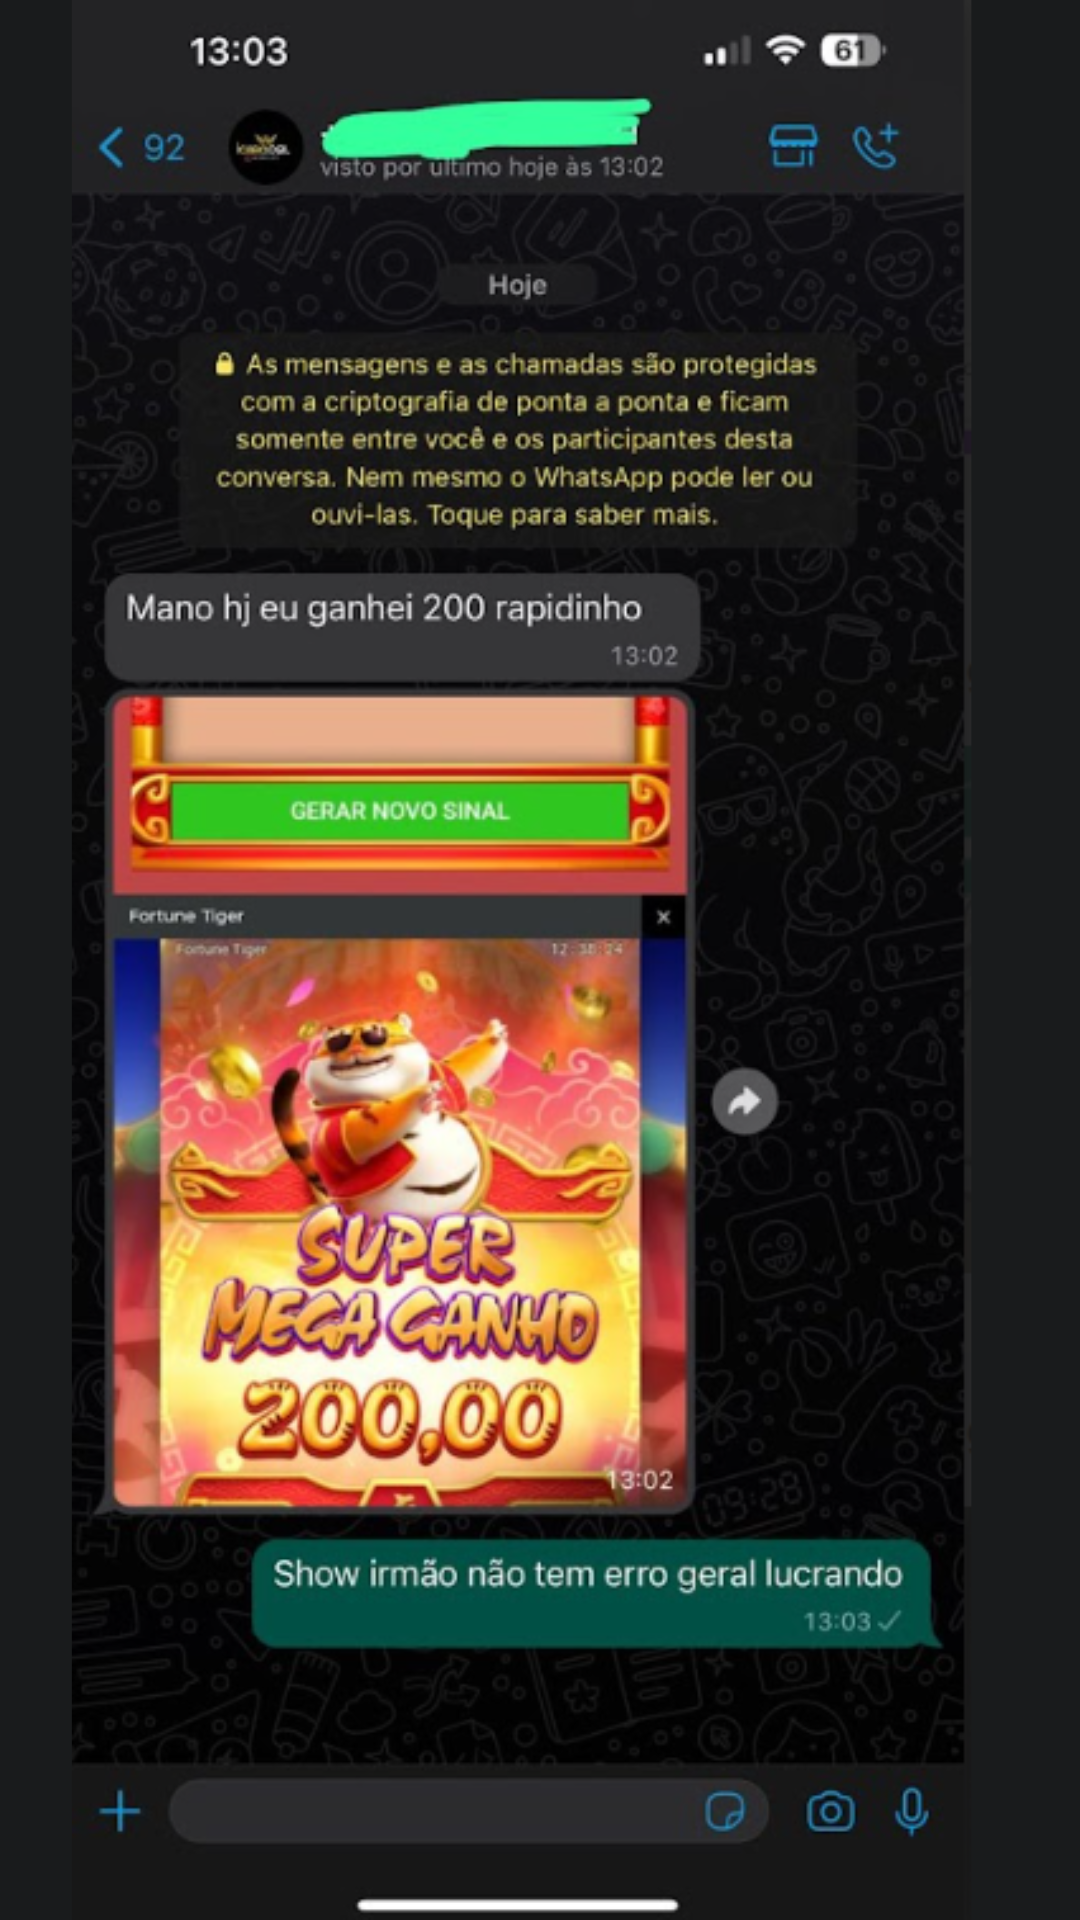 13:03
61
92
visto por último hoje às 13:02
Hoje
As mensagens e as chamadas são protegidas
com a criptografia de ponta a ponta e ficam
somente entre você e os participantes desta
conversa. Nem mesmo o WhatsApp pode ler ou
ouvi-las. Toque para saber mais.
Mano hj eu ganhei 200 rapidinho
13:02
GERAR NOVO SINAL
Fortune Tiger
Fortune Tiger 12:38:24
SUPER
MEGA GANHO
200,00
13:02
Show irmão não tem erro geral lucrando
13:03